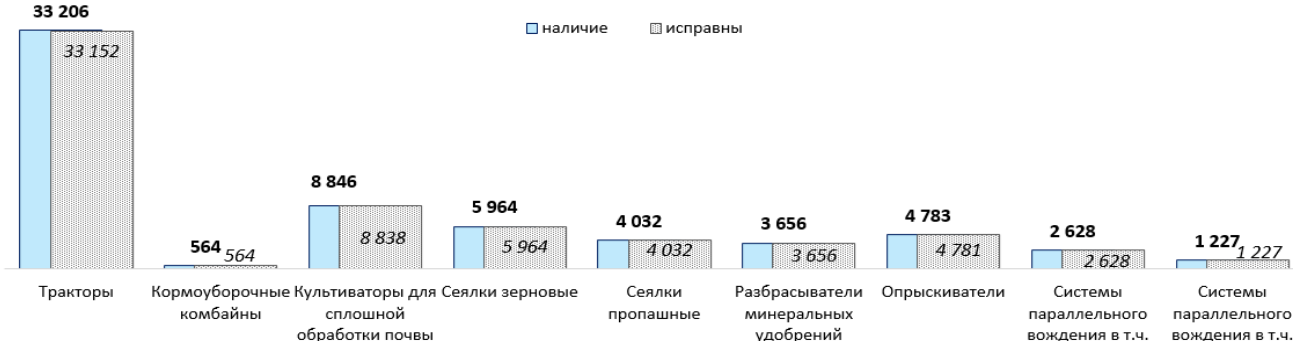 33 206
наличие
исправны
33 152
8 846
8 838
564
564
5 964
5 964
4 032
4 032
3 656
3 656
4 783
4 781
2 628
2 628
1 227
1 227
Тракторы
Кормоуборочные
комбайны
Культиваторы для
сплошной
обработки почвы
Сеялки зерновые
Сеялки
пропашные
Разбрасыватели
минеральных
удобрений
Опрыскиватели
Системы
параллельного
вождения в т.ч.
Системы
параллельного
вождения в т.ч.